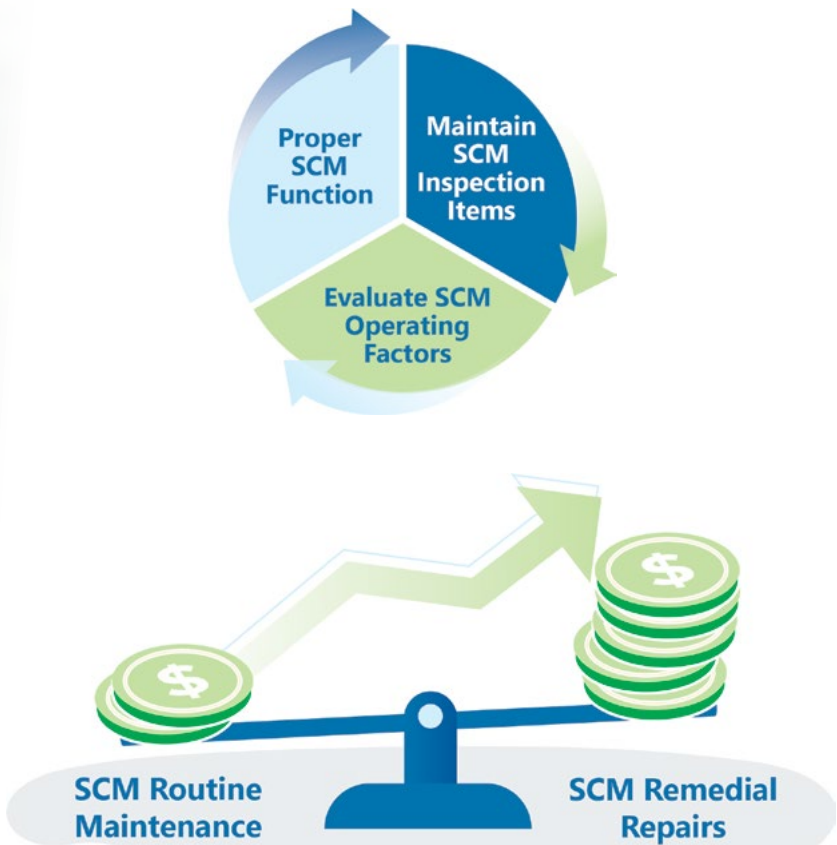 Proper
SCM
Function
Maintain
SCM
Inspection
Items
Evaluate SCM
Operating
Factors
$
$
SCM Routine
Maintenance
SCM Remedial
Repairs